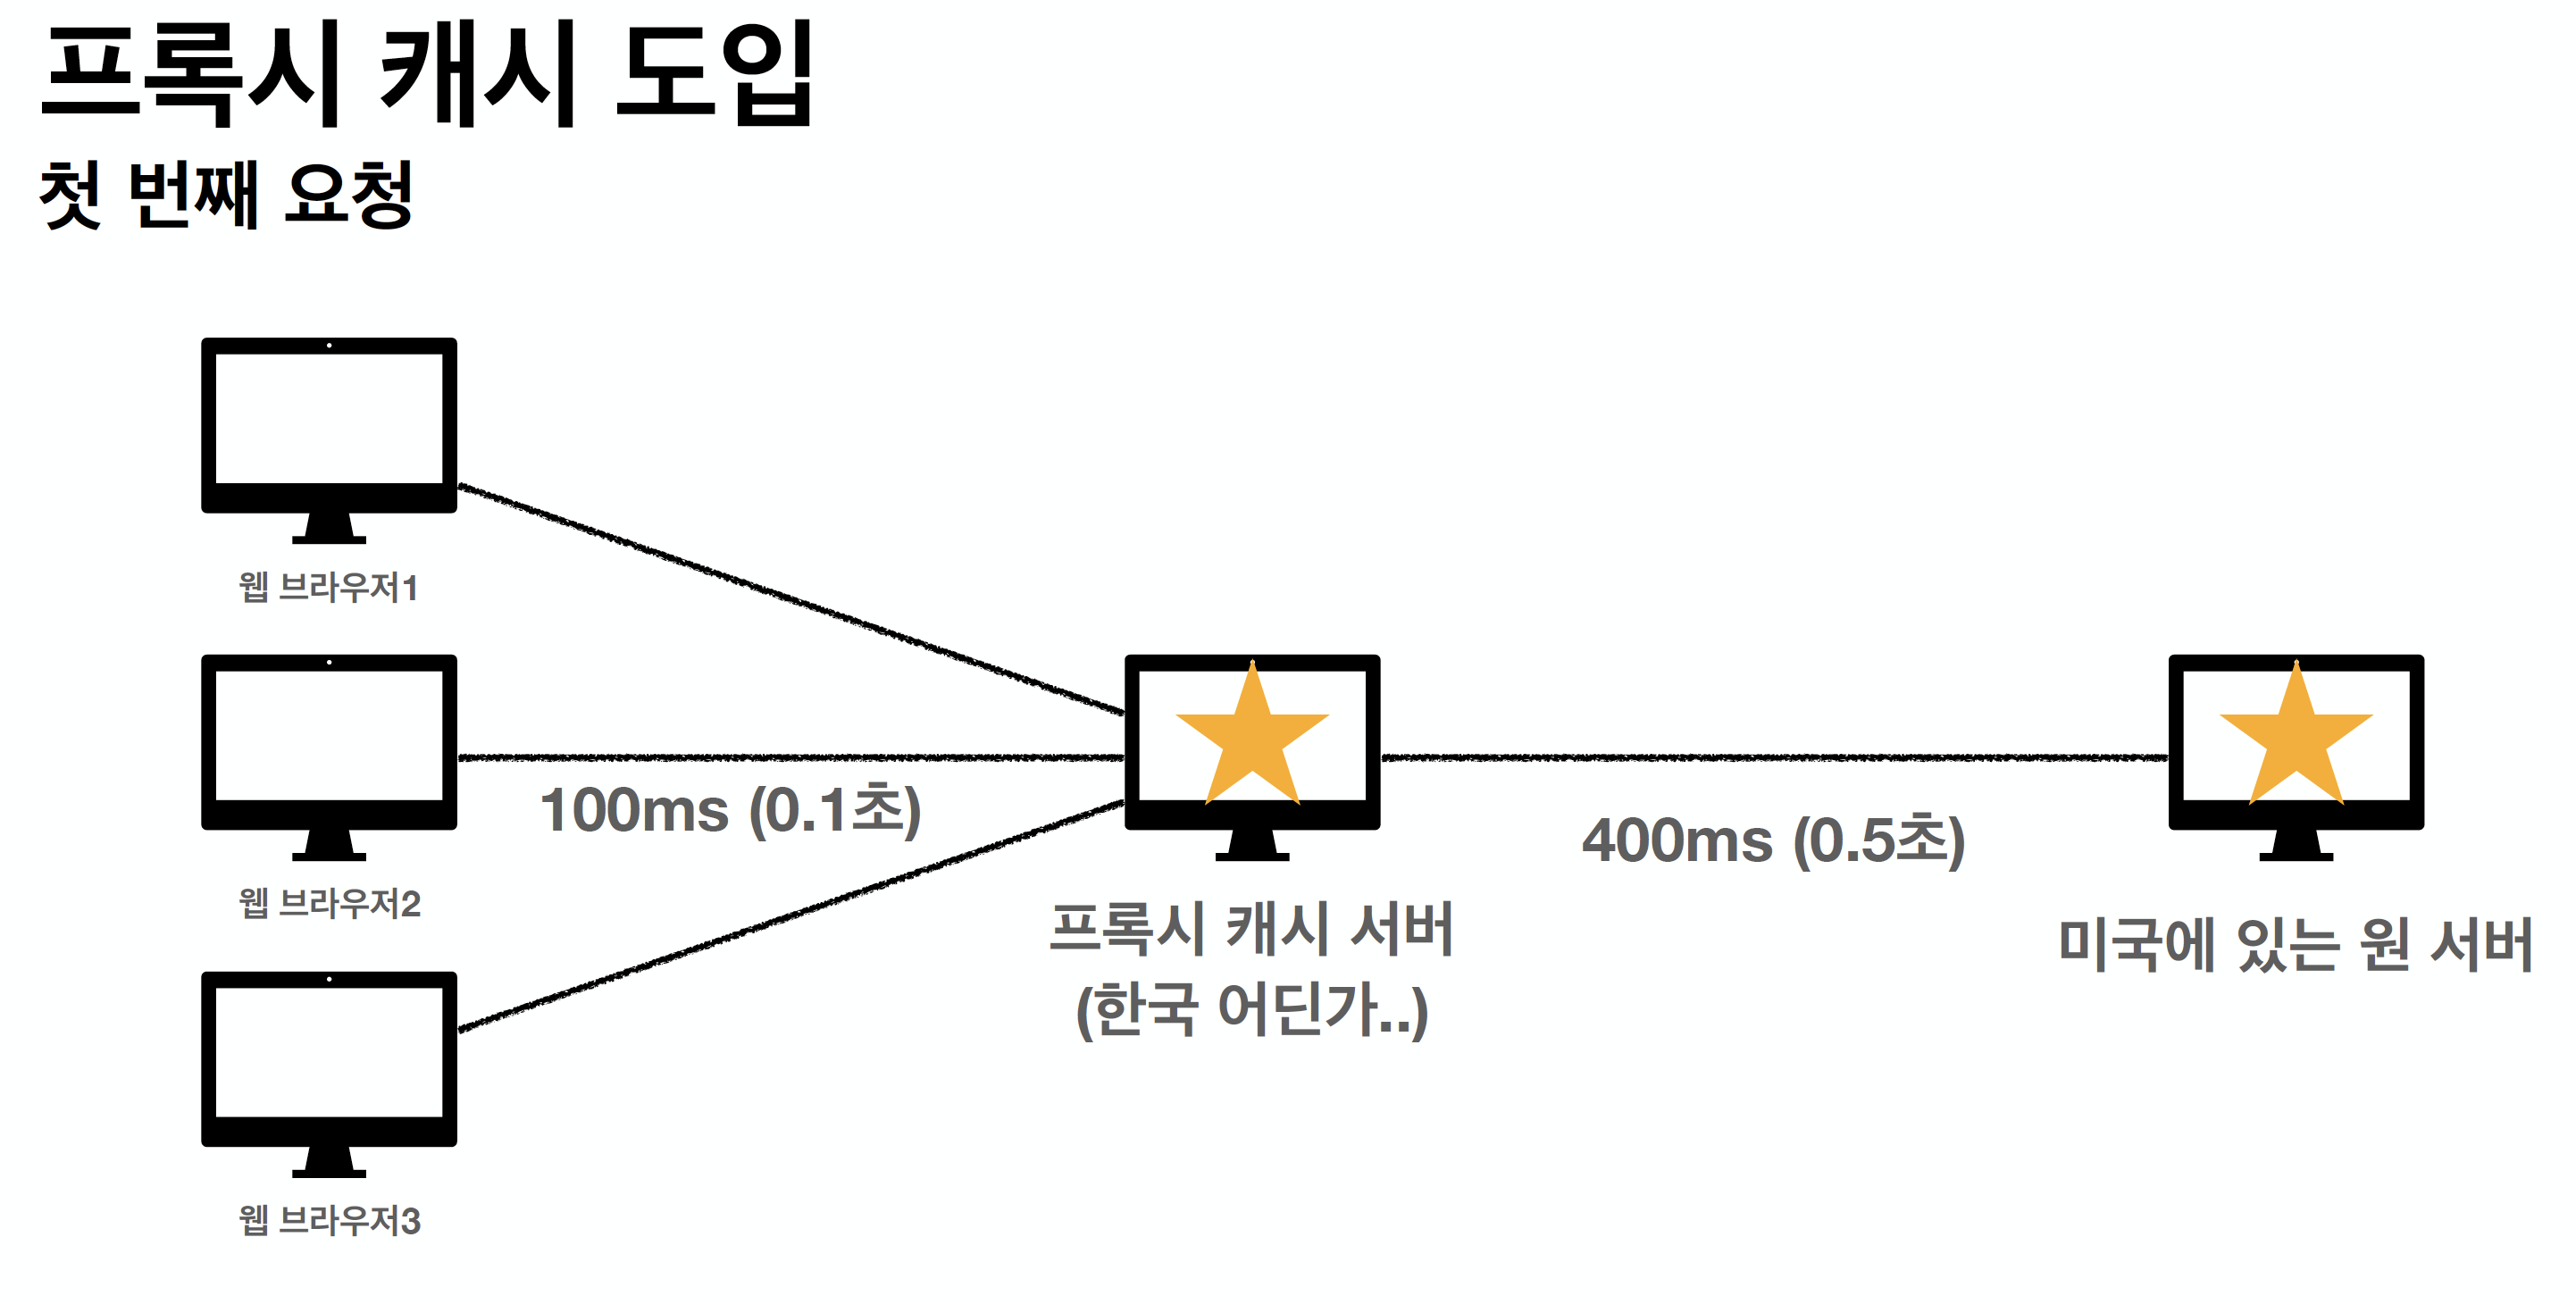 프록시 캐시 도입
첫 번째 요청
웹 브라우저1
웹 브라우저2
100ms (0.1초)
400ms (0.5초)
프록시 캐시 서버
(한국 어딘가..)
미국에 있는 원 서버
웹 브라우저3